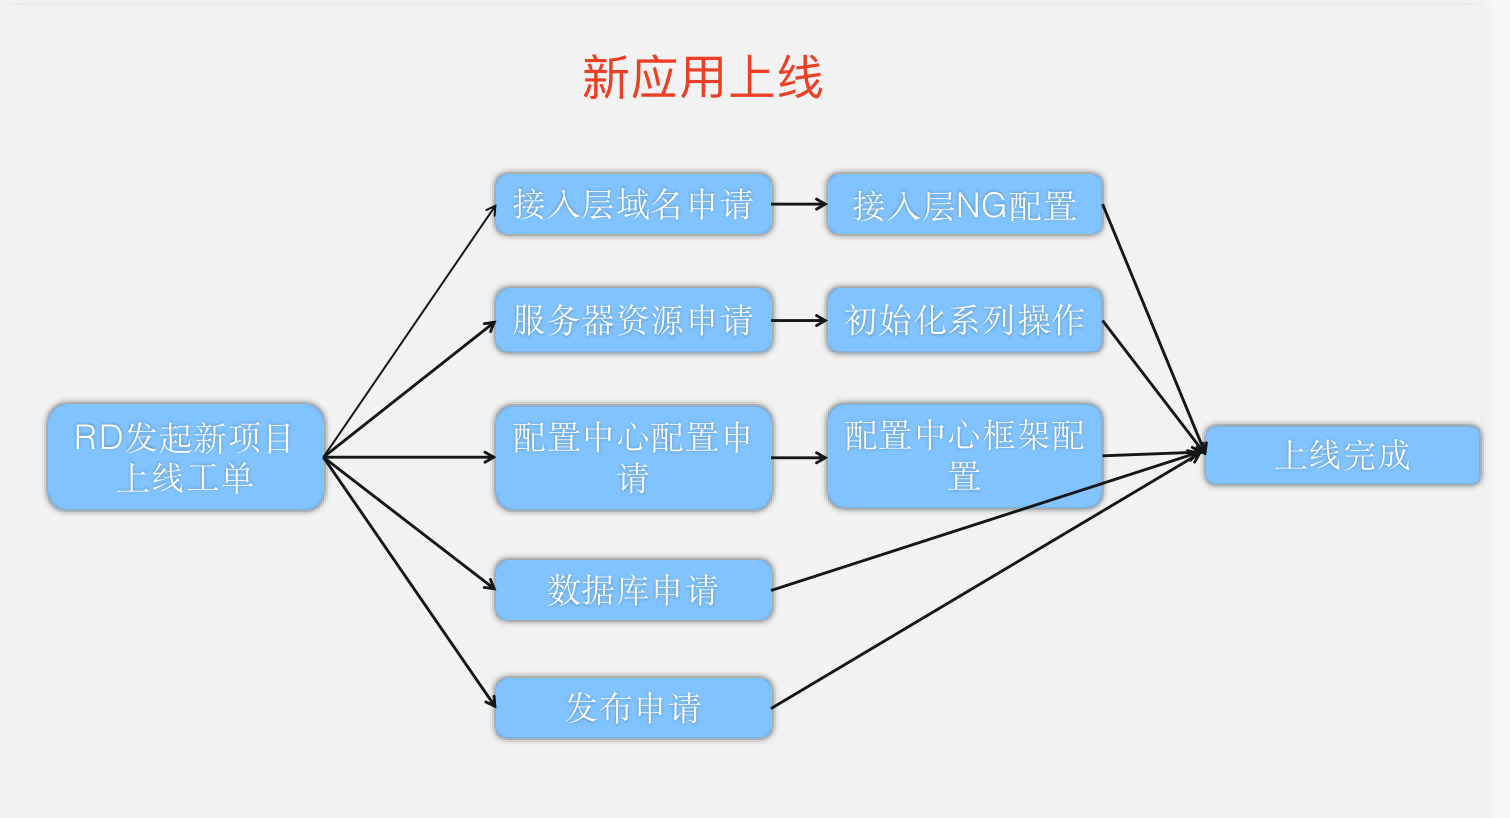 新应用上线
接入层域名申请
接入层NG配置
服务器资源申请
初始化系列操作
RD发起新项目
上线工单
配置中心配置申
请
配置中心框架配
置
上线完成
数据库申请
发布申请